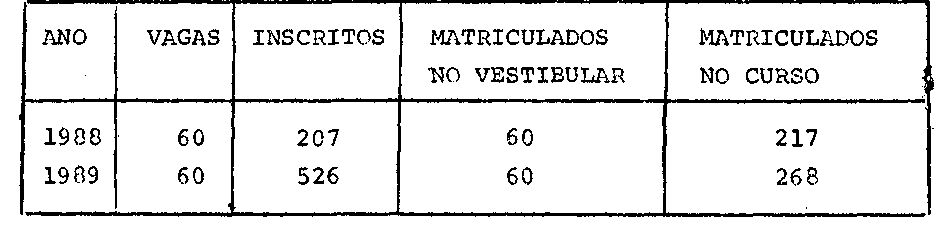 ANO VAGAS INSCRITOS MATRICULADOS MATRICULADOS
NO VESTIBULAR NO CURSO
1988 60 207 60 217
1989 60 526 60 268